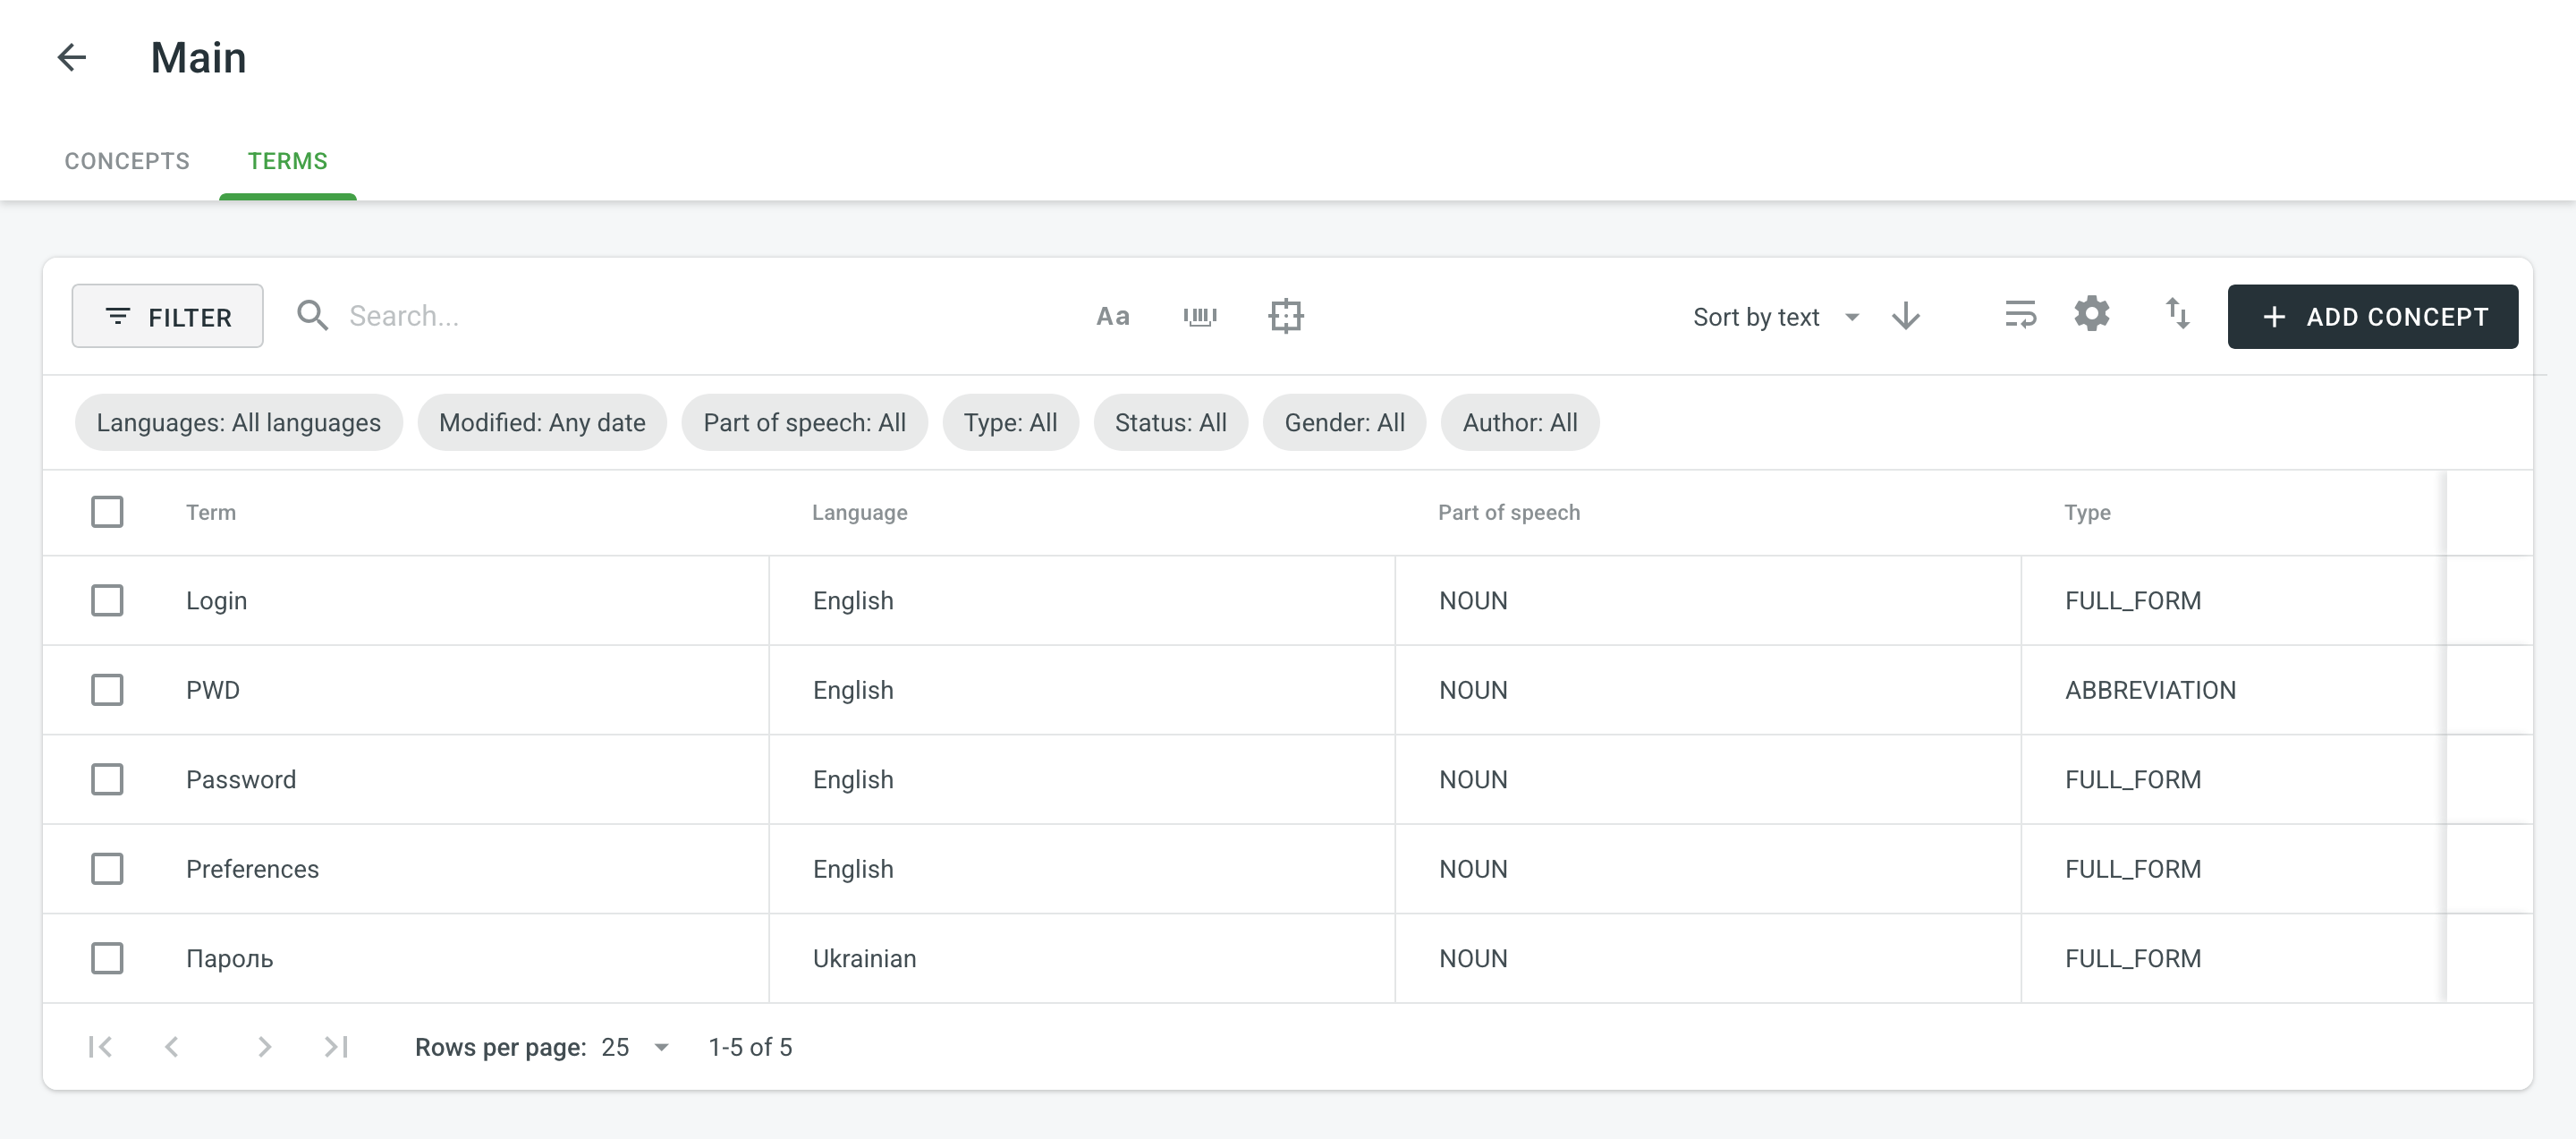 Main
CONCEPTS TERMS
FILTER Search... Aa Sort by text ADD CONCEPT
Languages: All languages Modified: Any date Part of speech: All Type: All Status: All Gender: All Author: All
Term Language Part of speech Type
Login English NOUN FULL_FORM
PWD English NOUN ABBREVIATION
Password English NOUN FULL_FORM
Preferences English NOUN FULL_FORM
Пароль Ukrainian NOUN FULL_FORM
Rows per page: 25 1-5 of 5